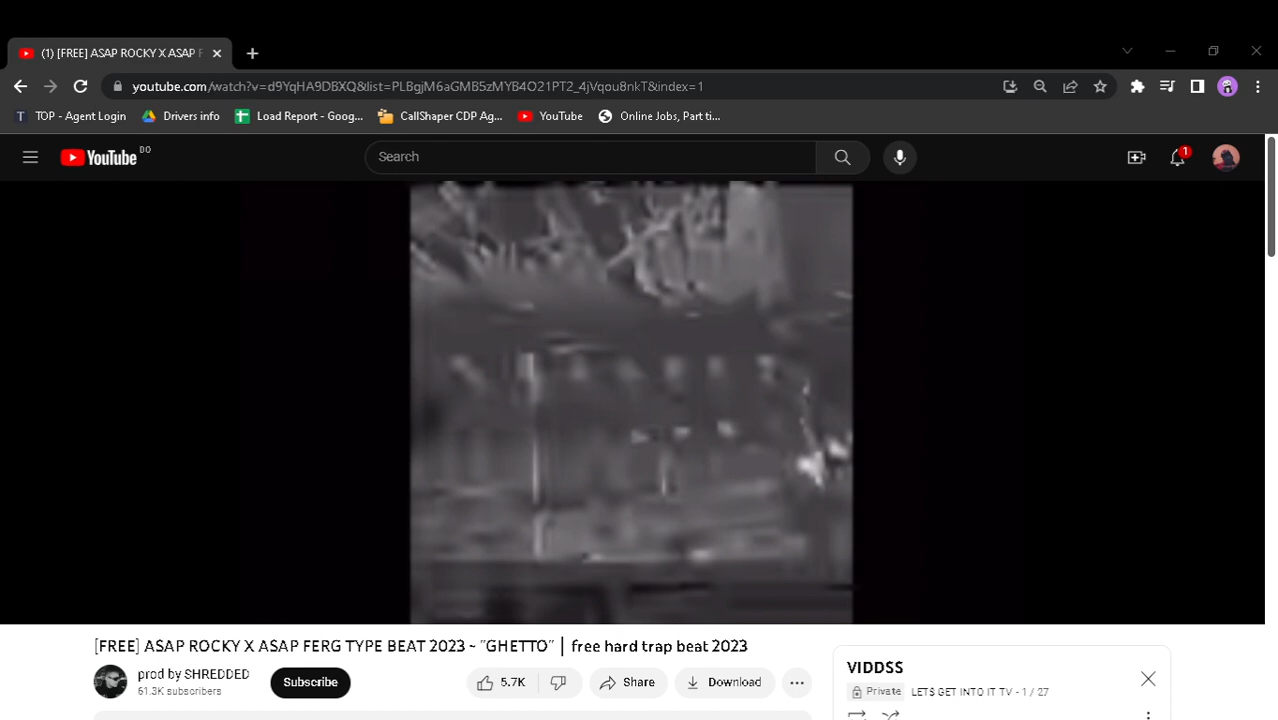 (1) [FREE] ASAP ROCKY X ASAP F
youtube.com/watch?v=d9YqHA9DBXQ&list=PLBgjM6aGMB5zMYB4O21PT2_4jVqou8nkT&index=1
TOP - Agent Login Drivers info Load Report - Goog... CallShaper CDP Ag... YouTube Online Jobs, Part ti...
YouTube DO Search 1
[FREE] ASAP ROCKY X ASAP FERG TYPE BEAT 2023 ~ "GHETTO" | free hard trap beat 2023
prod by SHREDDED
61.3K subscribers
Subscribe 5.7K Share Download
VIDDSS
Private LETS GET INTO IT TV - 1 / 27